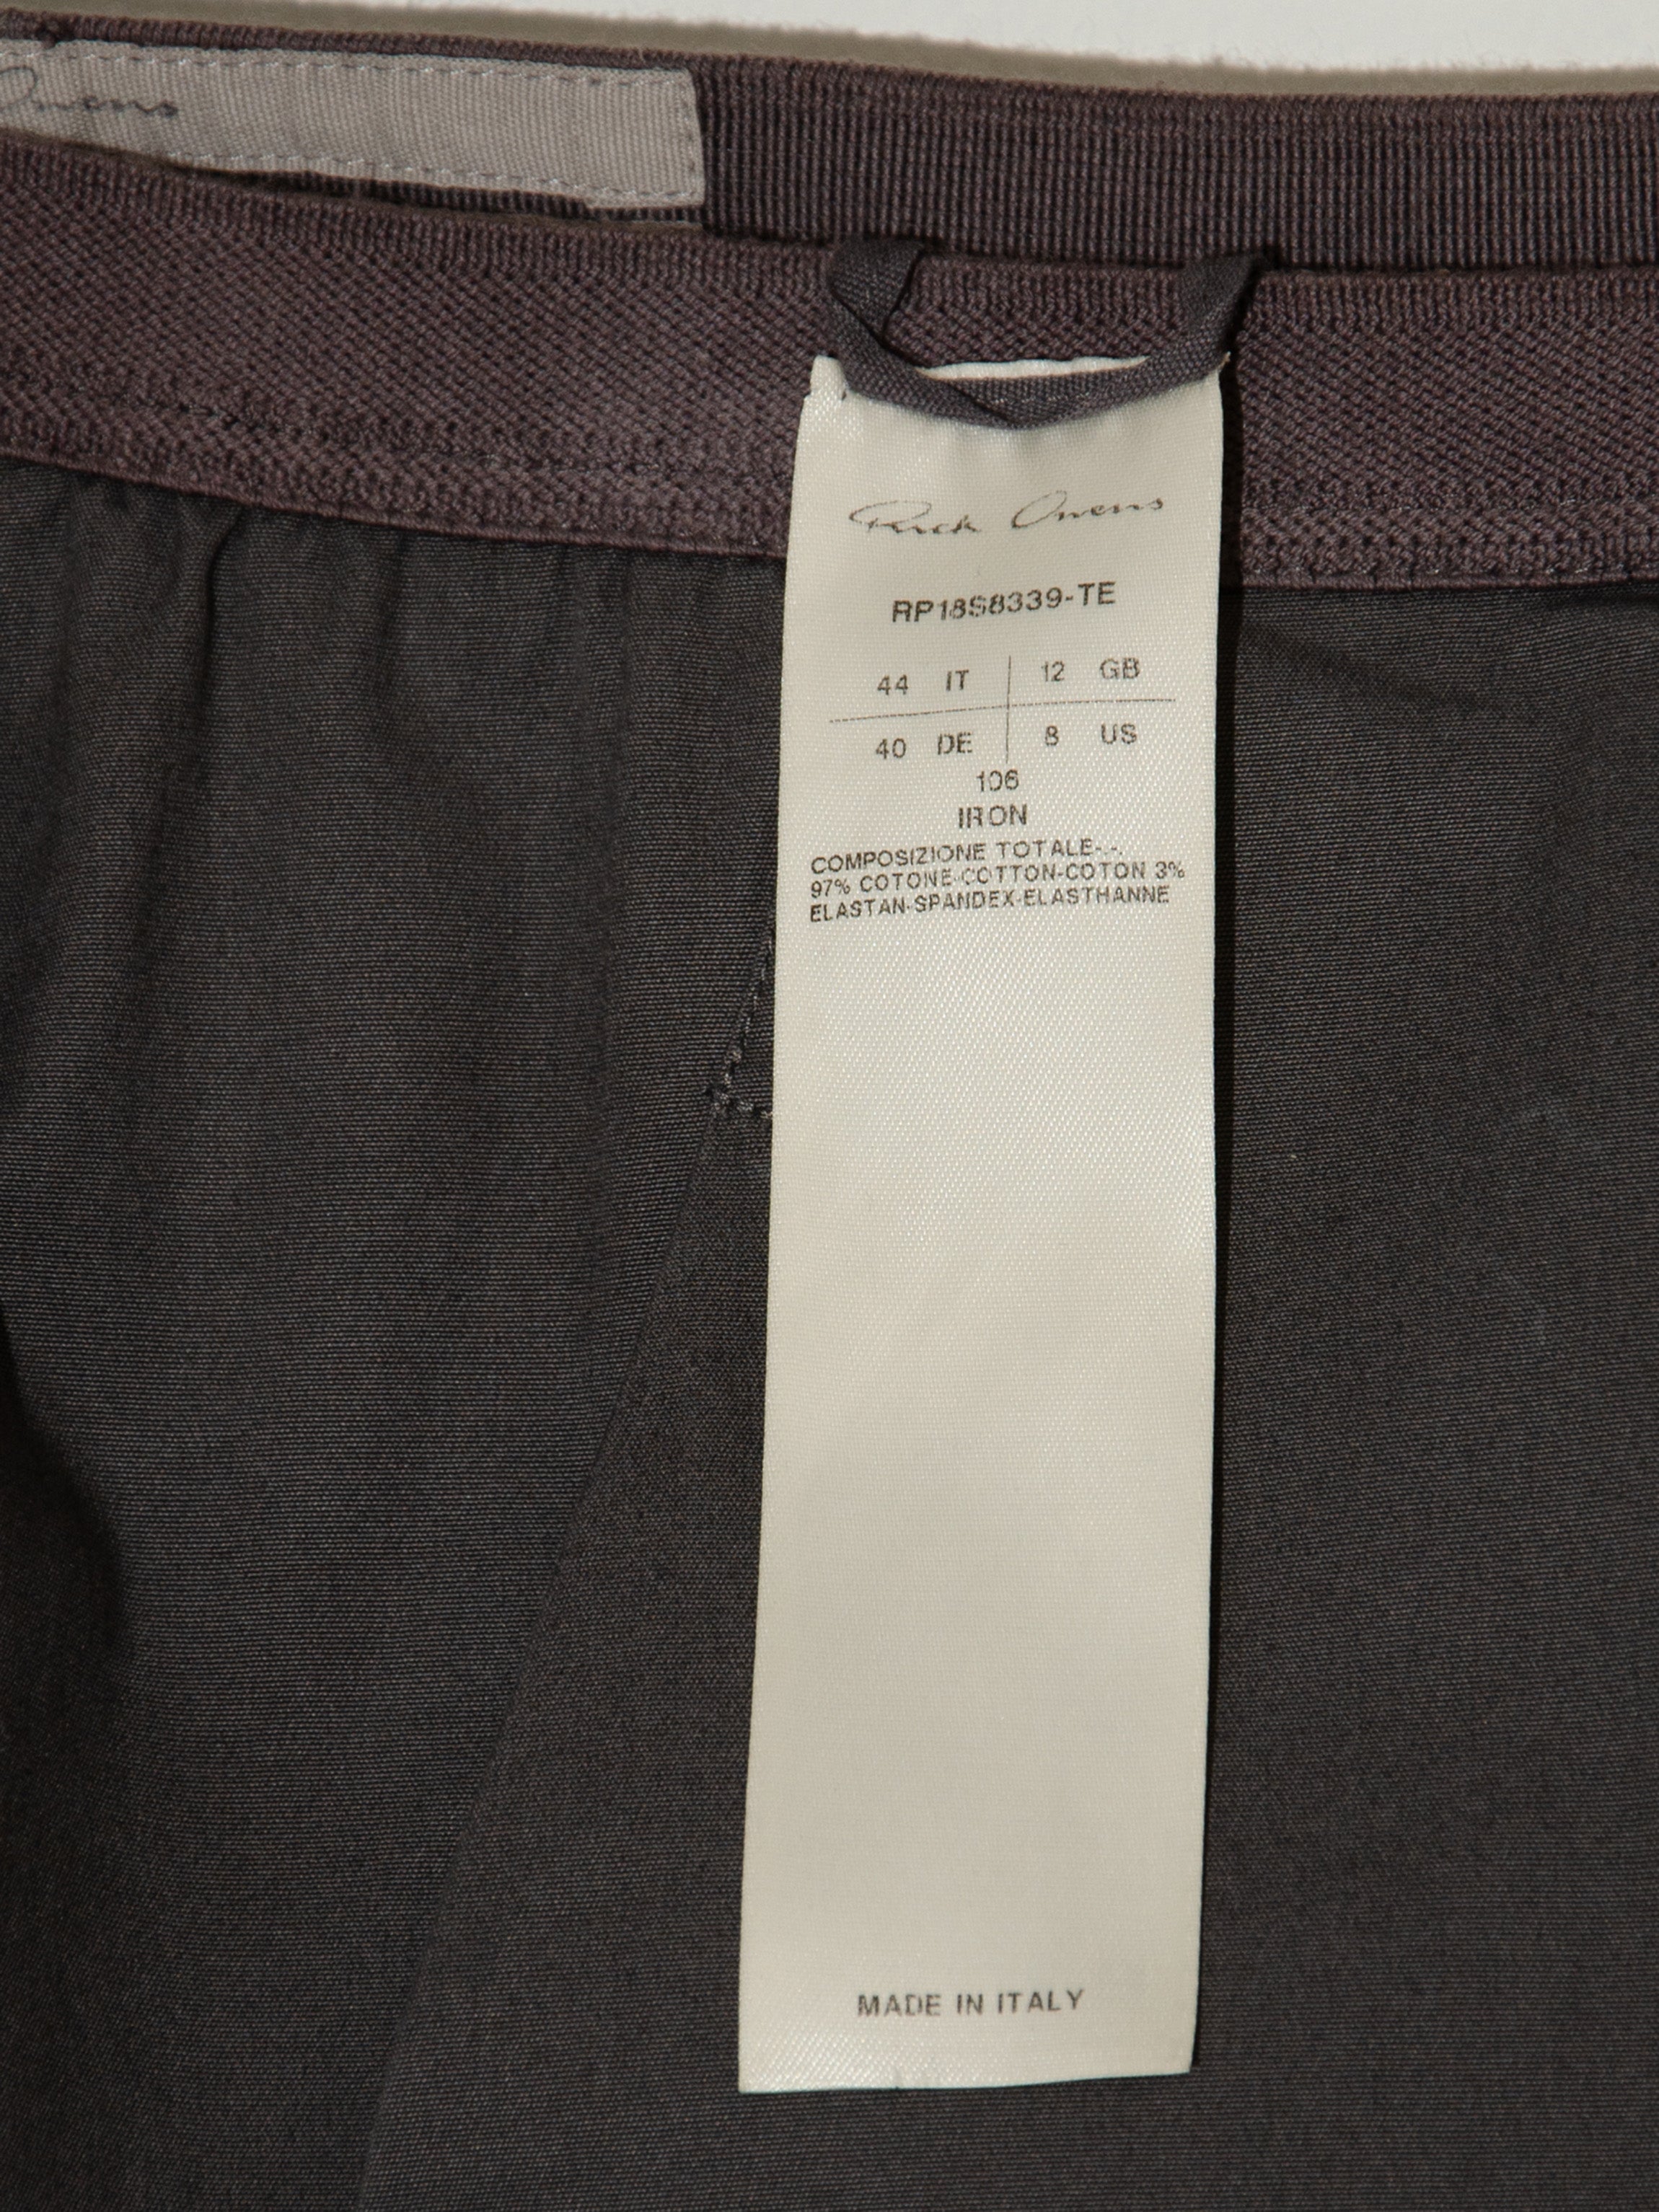 Owens
Rick Owens
RP18S8339-TE
44 IT 12 GB
40 DE 8 US
106
IRON
COMPOSIZIONE TOTALE-.-.
97% COTONE-COTTON-COTON 3%
ELASTAN-SPANDEX-ELASTHANNE
MADE IN ITALY